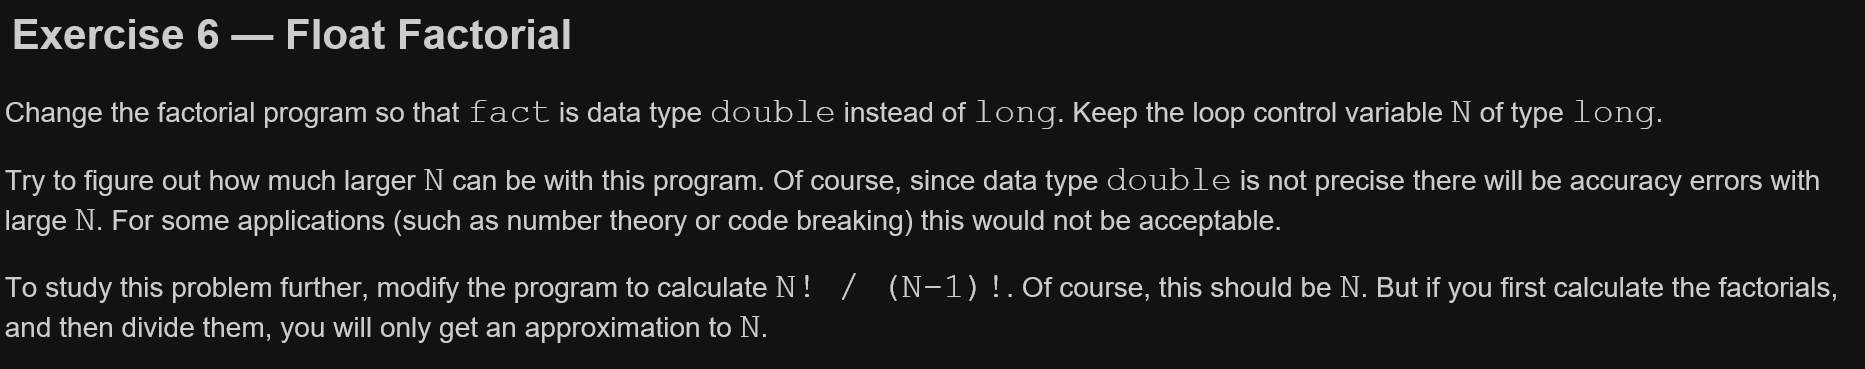 Exercise 6 — Float Factorial
Change the factorial program so that fact is data type double instead of long. Keep the loop control variable N of type long.
Try to figure out how much larger N can be with this program. Of course, since data type double is not precise there will be accuracy errors with
large N. For some applications (such as number theory or code breaking) this would not be acceptable.
To study this problem further, modify the program to calculate N! / (N-1)!. Of course, this should be N. But if you first calculate the factorials,
and then divide them, you will only get an approximation to N.